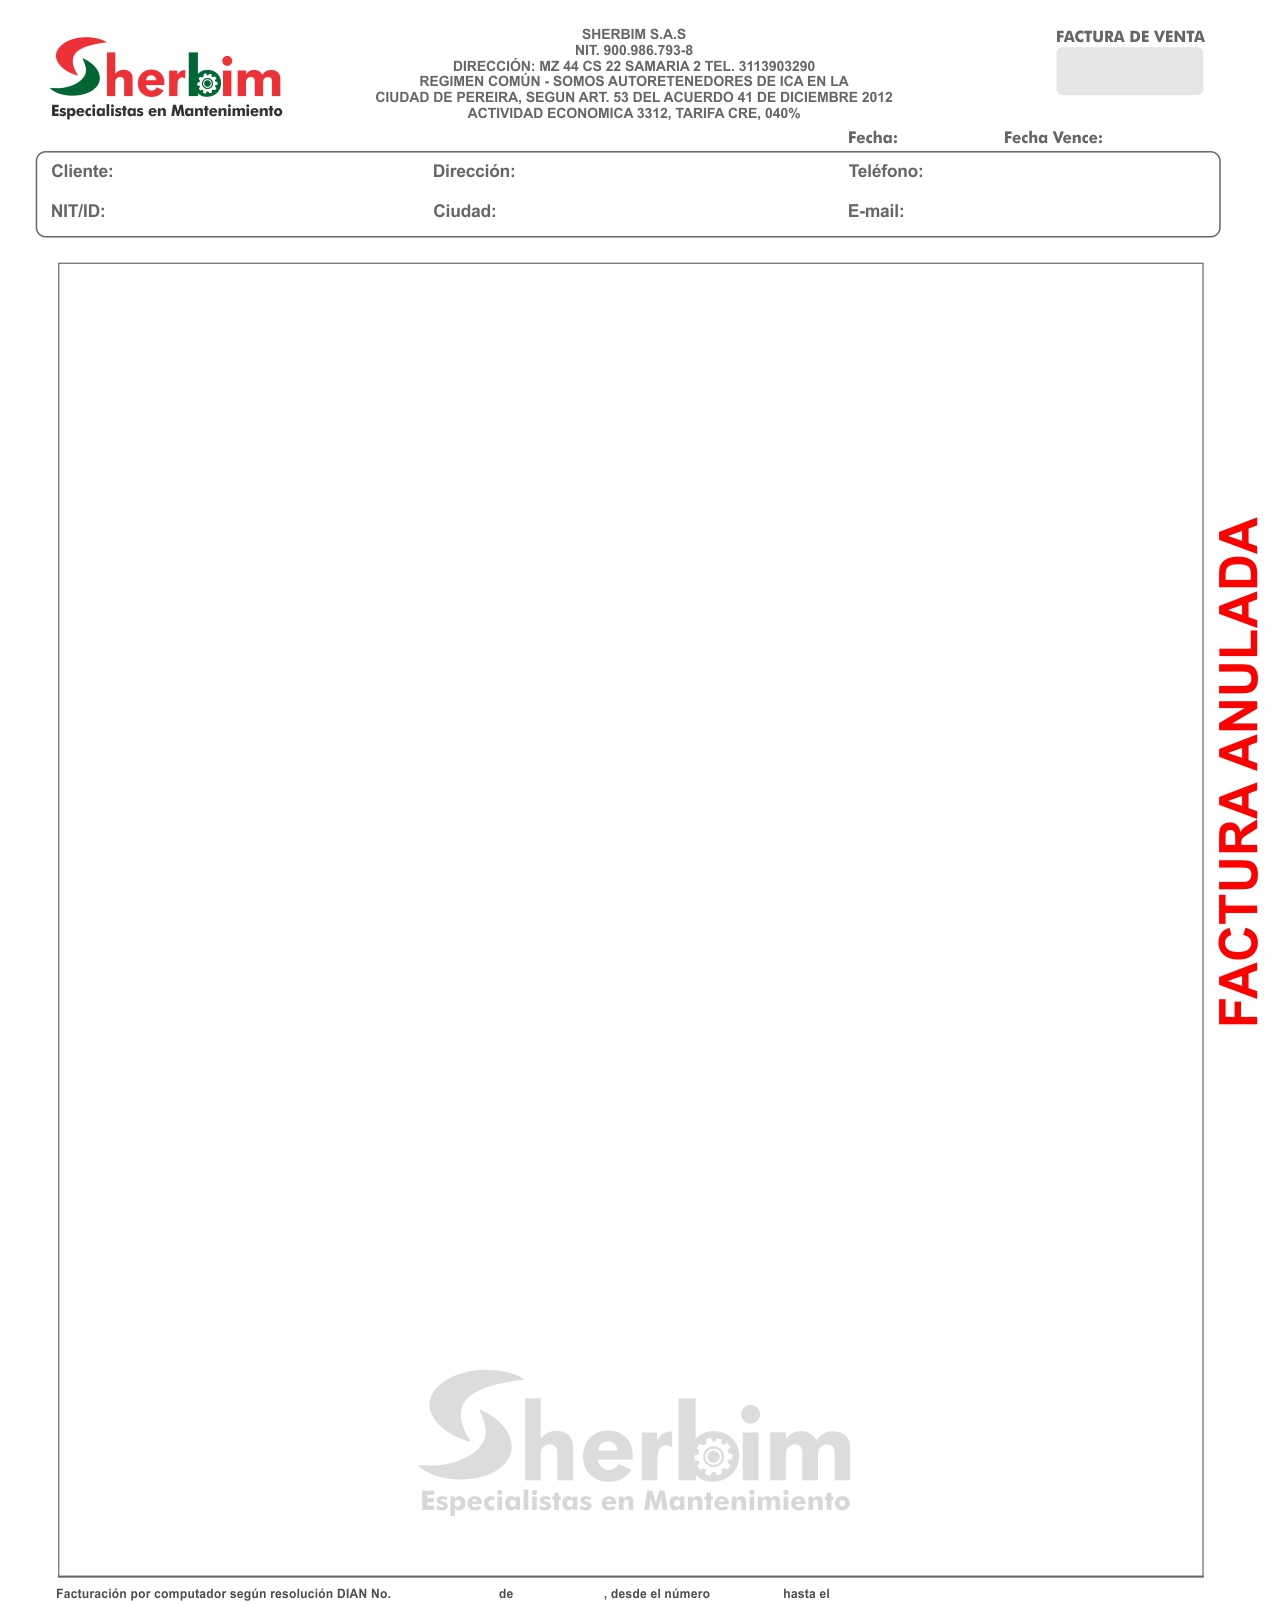 Sherbim
Especialistas en Mantenimiento
SHERBIM S.A.S
NIT. 900.986.793-8
DIRECCIÓN: MZ 44 CS 22 SAMARIA 2 TEL. 3113903290
REGIMEN COMÚN - SOMOS AUTORETENEDORES DE ICA EN LA
CIUDAD DE PEREIRA, SEGUN ART. 53 DEL ACUERDO 41 DE DICIEMBRE 2012
ACTIVIDAD ECONOMICA 3312, TARIFA CRE, 040%
FACTURA DE VENTA
Fecha: Fecha Vence:
Cliente: Dirección: Teléfono:
NIT/ID: Ciudad: E-mail:
FACTURA ANULADA
Sherbim
Especialistas en Mantenimiento
Facturación por computador según resolución DIAN No. de , desde el número hasta el